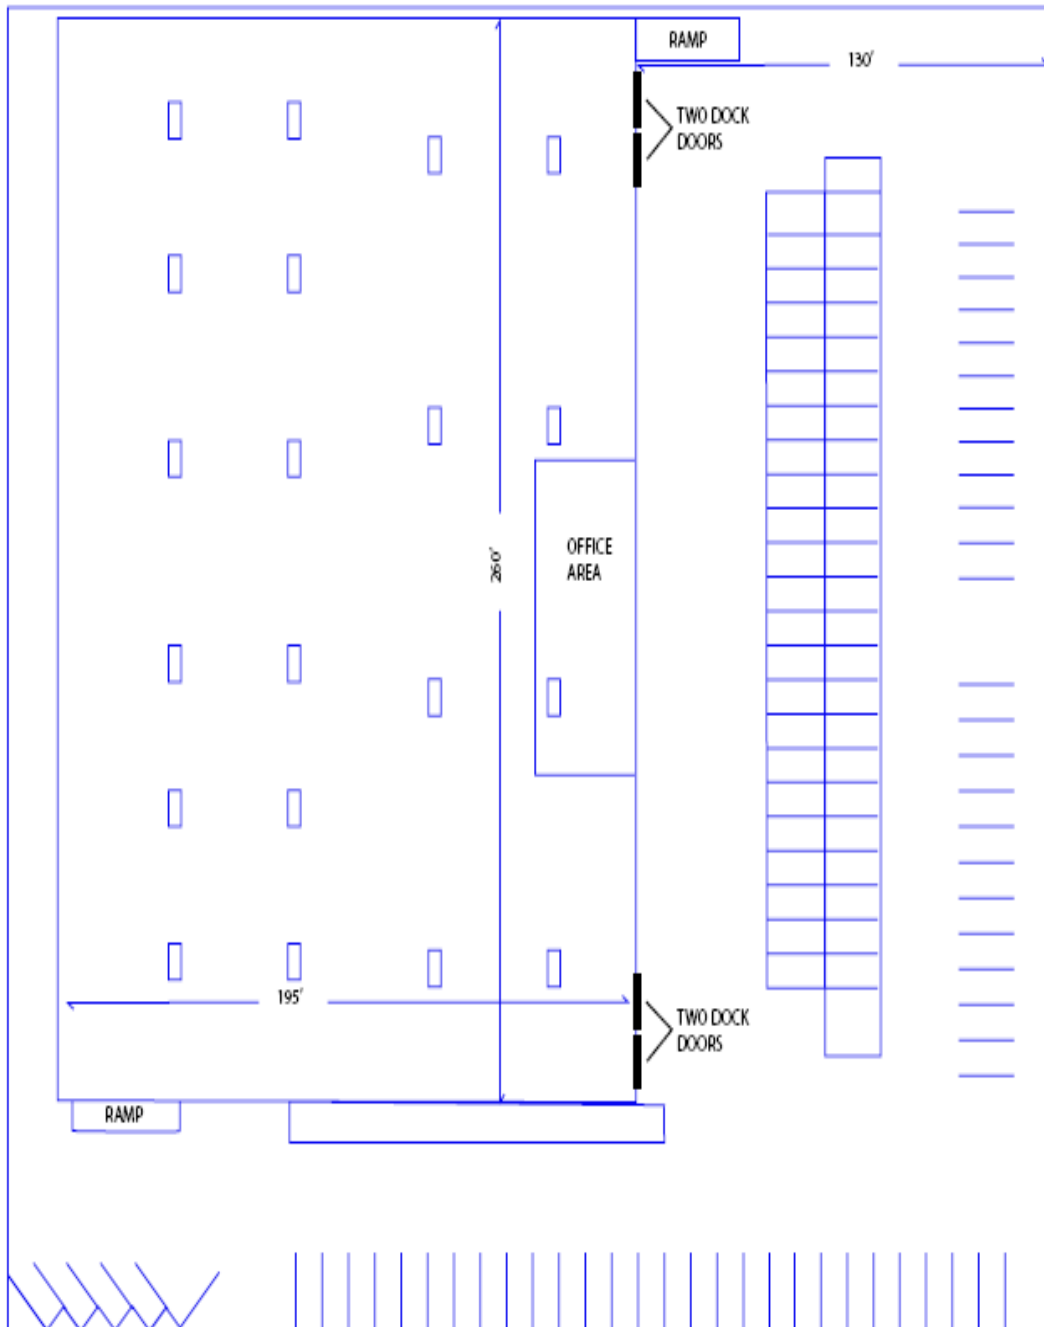 RAMP
130'
TWO DOCK
DOORS
OFFICE
AREA
260'
195'
TWO DOCK
DOORS
RAMP